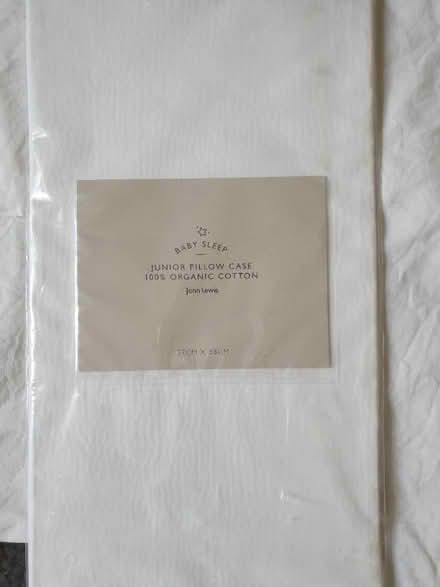 BABY SLEEP
JUNIOR PILLOW CASE
100% ORGANIC COTTON
John Lewis